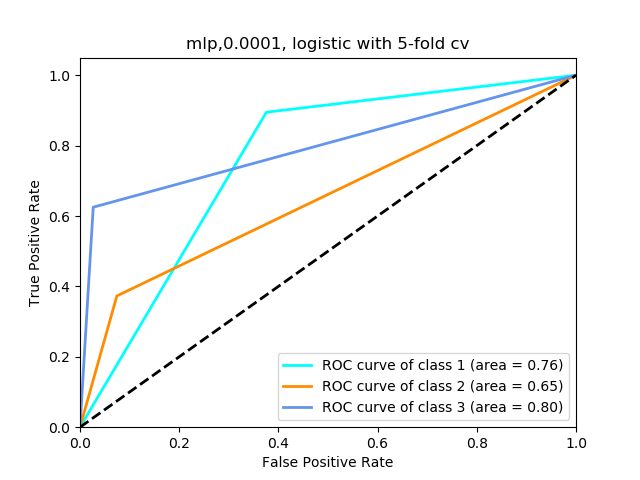 mlp,0.0001, logistic with 5-fold cv
True Positive Rate
1.0
0.8
0.6
0.4
0.2
0.0
ROC curve of class 1 (area = 0.76)
ROC curve of class 2 (area = 0.65)
ROC curve of class 3 (area = 0.80)
0.0 0.2 0.4 0.6 0.8 1.0
False Positive Rate